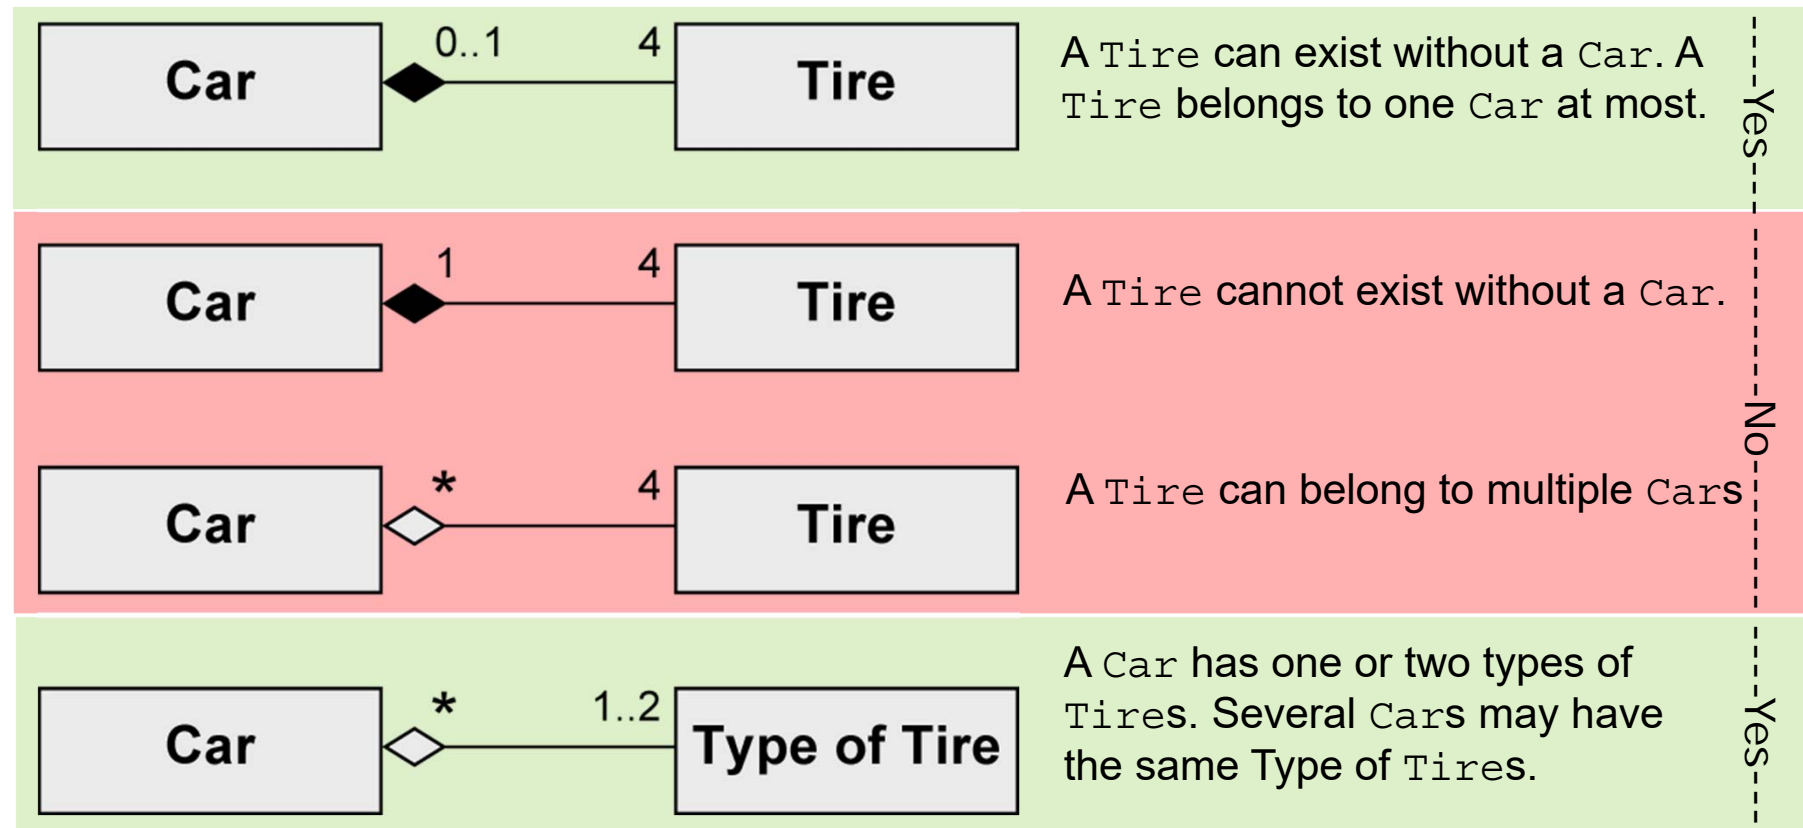 Car 0..1 4 Tire
A Tire can exist without a Car. A
Tire belongs to one Car at most.
Yes
Car 1 4 Tire
A Tire cannot exist without a Car.
No
Car * 4 Tire
A Tire can belong to multiple Cars
Car * 1..2 Type of Tire
A Car has one or two types of
Tires. Several Cars may have
the same Type of Tires.
Yes